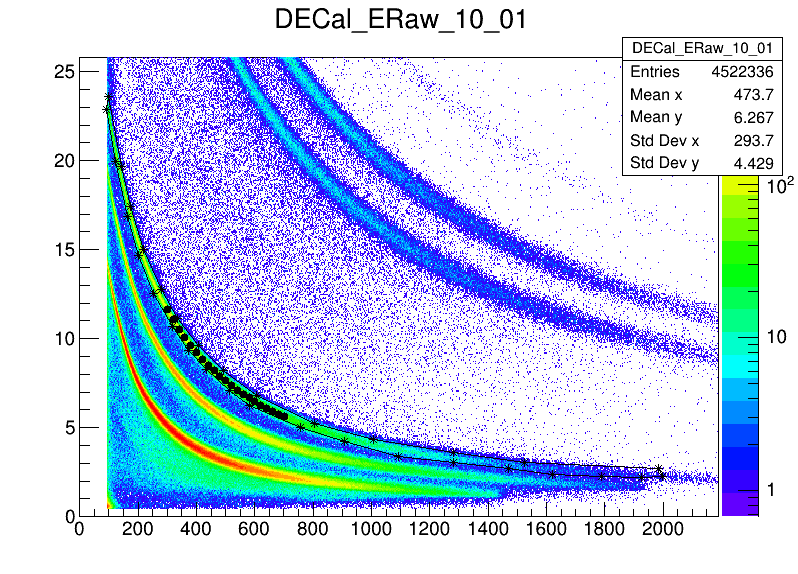 DECal_ERaw_10_01
DECal_ERaw_10_01
Entries 4522336
Mean x 473.7
Mean y 6.267
Std Dev x 293.7
Std Dev y 4.429
25
20
15
10
5
0
0 200 400 600 800 1000 1200 1400 1600 1800 2000
10²
10
1